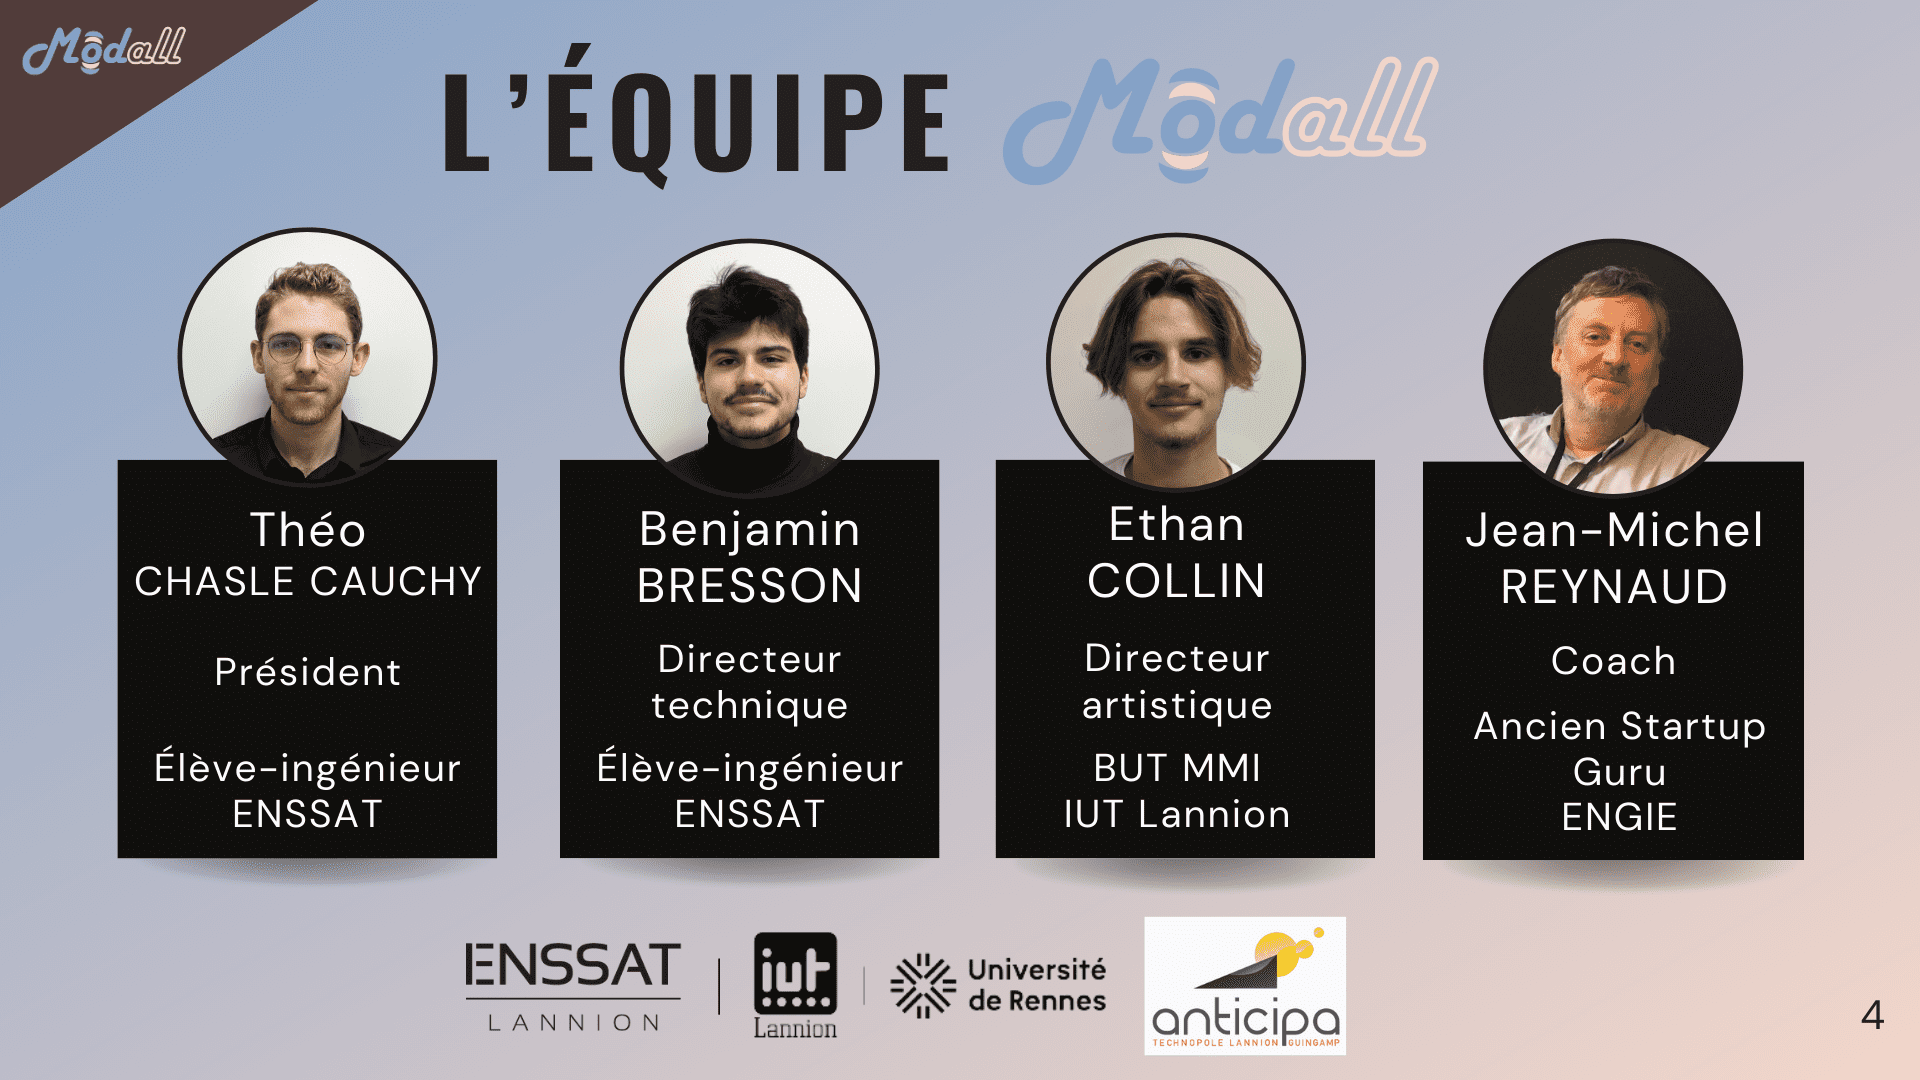 Modall
L'ÉQUIPE Modall
Théo
CHASLE CAUCHY
Président
Élève-ingénieur
ENSSAT
Benjamin
BRESSON
Directeur
technique
Élève-ingénieur
ENSSAT
Ethan
COLLIN
Directeur
artistique
BUT MMI
IUT Lannion
Jean-Michel
REYNAUD
Coach
Ancien Startup
Guru
ENGIE
ENSSAT
LANNION
iut
Lannion
Université
de Rennes
anticipa
TECHNOPOLE LANNION GUINGAMP
4